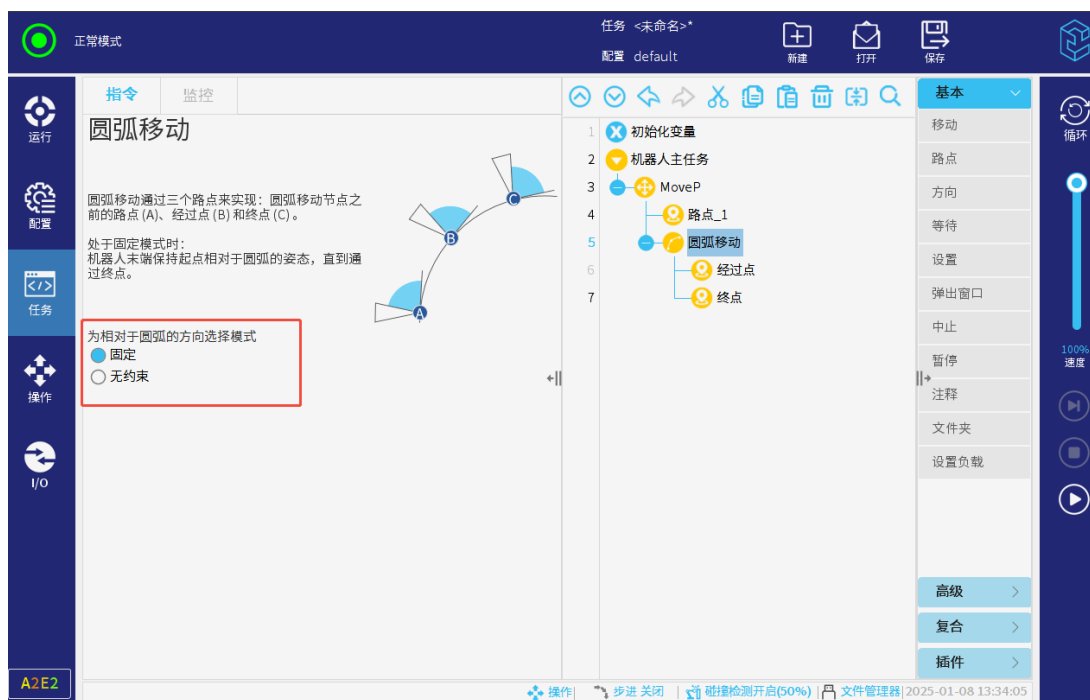 正常模式
任务 <未命名>*
配置 default
新建
打开
保存
运行
配置
任务
操作
I/O
A2E2
指令
监控
圆弧移动
圆弧移动通过三个路点来实现: 圆弧移动节点之
前的路点(A)、经过点(B)和终点(C)。
处于固定模式时:
机器人末端保持起点相对于圆弧的姿态, 直到通
过终点。
A
B
C
为相对于圆弧的方向选择模式
固定
无约束
1 初始化变量
2 机器人主任务
3 MoveP
4 路点_1
5 圆弧移动
6 经过点
7 终点
基本
移动
路点
方向
等待
设置
弹出窗口
中止
暂停
注释
文件夹
设置负载
高级
复合
插件
循环
100%
速度
操作
步进 关闭
碰撞检测开启(50%)
文件管理器
2025-01-08 13:34:05